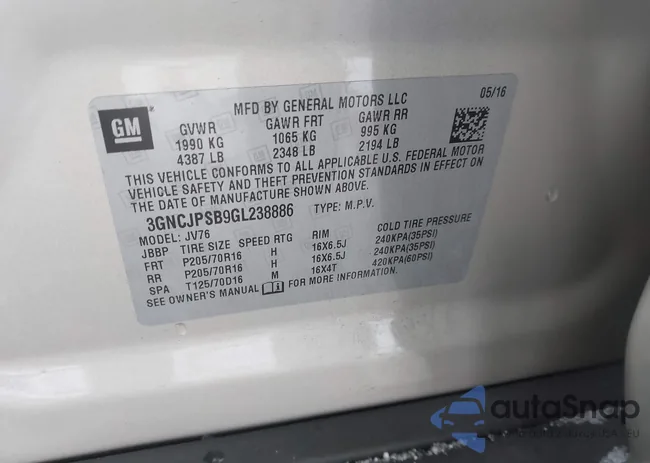 GM
MFD BY GENERAL MOTORS LLC 05/16
GVWR GAWR FRT GAWR RR
1990 KG 1065 KG 995 KG
4387 LB 2348 LB 2194 LB
THIS VEHICLE CONFORMS TO ALL APPLICABLE U.S. FEDERAL MOTOR
VEHICLE SAFETY AND THEFT PREVENTION STANDARDS IN EFFECT ON
THE DATE OF MANUFACTURE SHOWN ABOVE.
3GNCJPSB9GL238886 TYPE: M.P.V.
MODEL: JV76
JBBP TIRE SIZE SPEED RTG RIM COLD TIRE PRESSURE
FRT P205/70R16 H 16X6.5J 240KPA(35PSI)
RR P205/70R16 H 16X6.5J 240KPA(35PSI)
SPA T125/70D16 M 16X4T 420KPA(60PSI)
SEE OWNER'S MANUAL FOR MORE INFORMATION
autoSnap